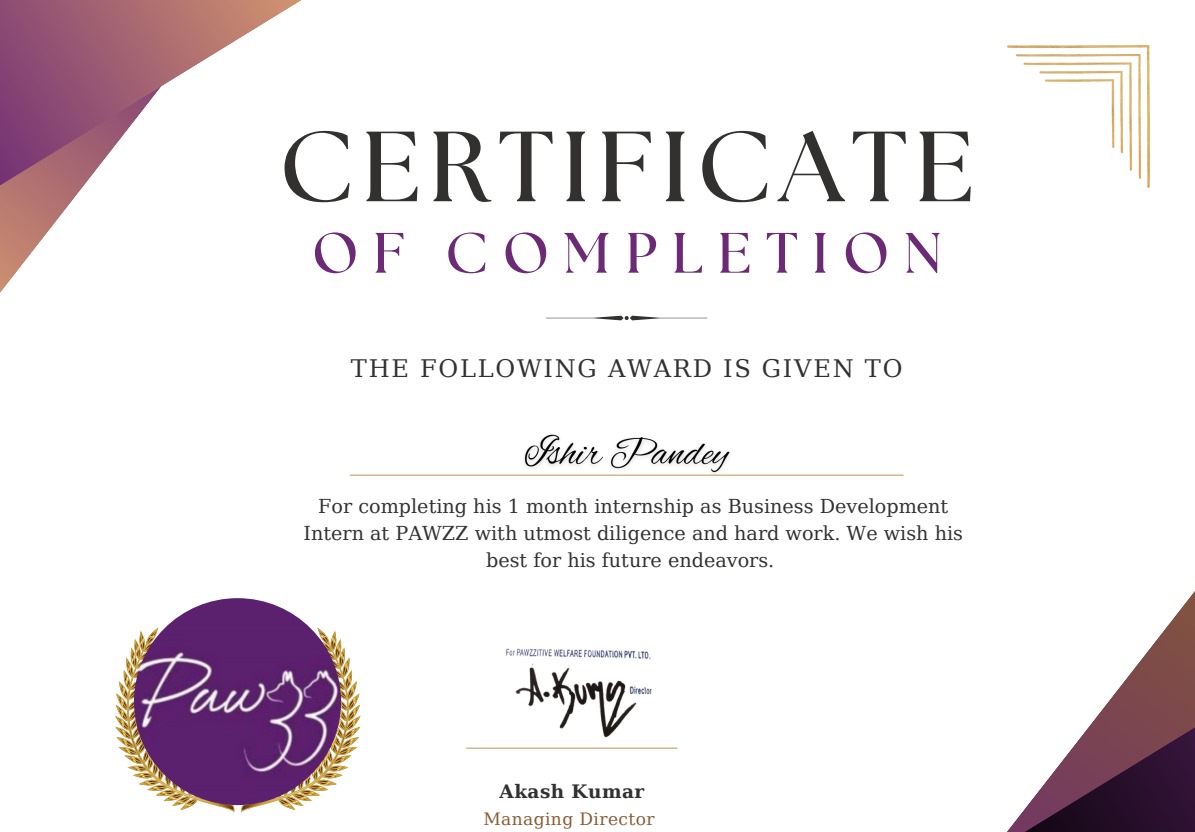 CERTIFICATE
OF COMPLETION
THE FOLLOWING AWARD IS GIVEN TO
Ishir Pandey
For completing his 1 month internship as Business Development
Intern at PAWZZ with utmost diligence and hard work. We wish his
best for his future endeavors.
Pawzz
For PAWZZITIVE WELFARE FOUNDATION PVT. LTD.
A. Kumar
Director
Akash Kumar
Managing Director